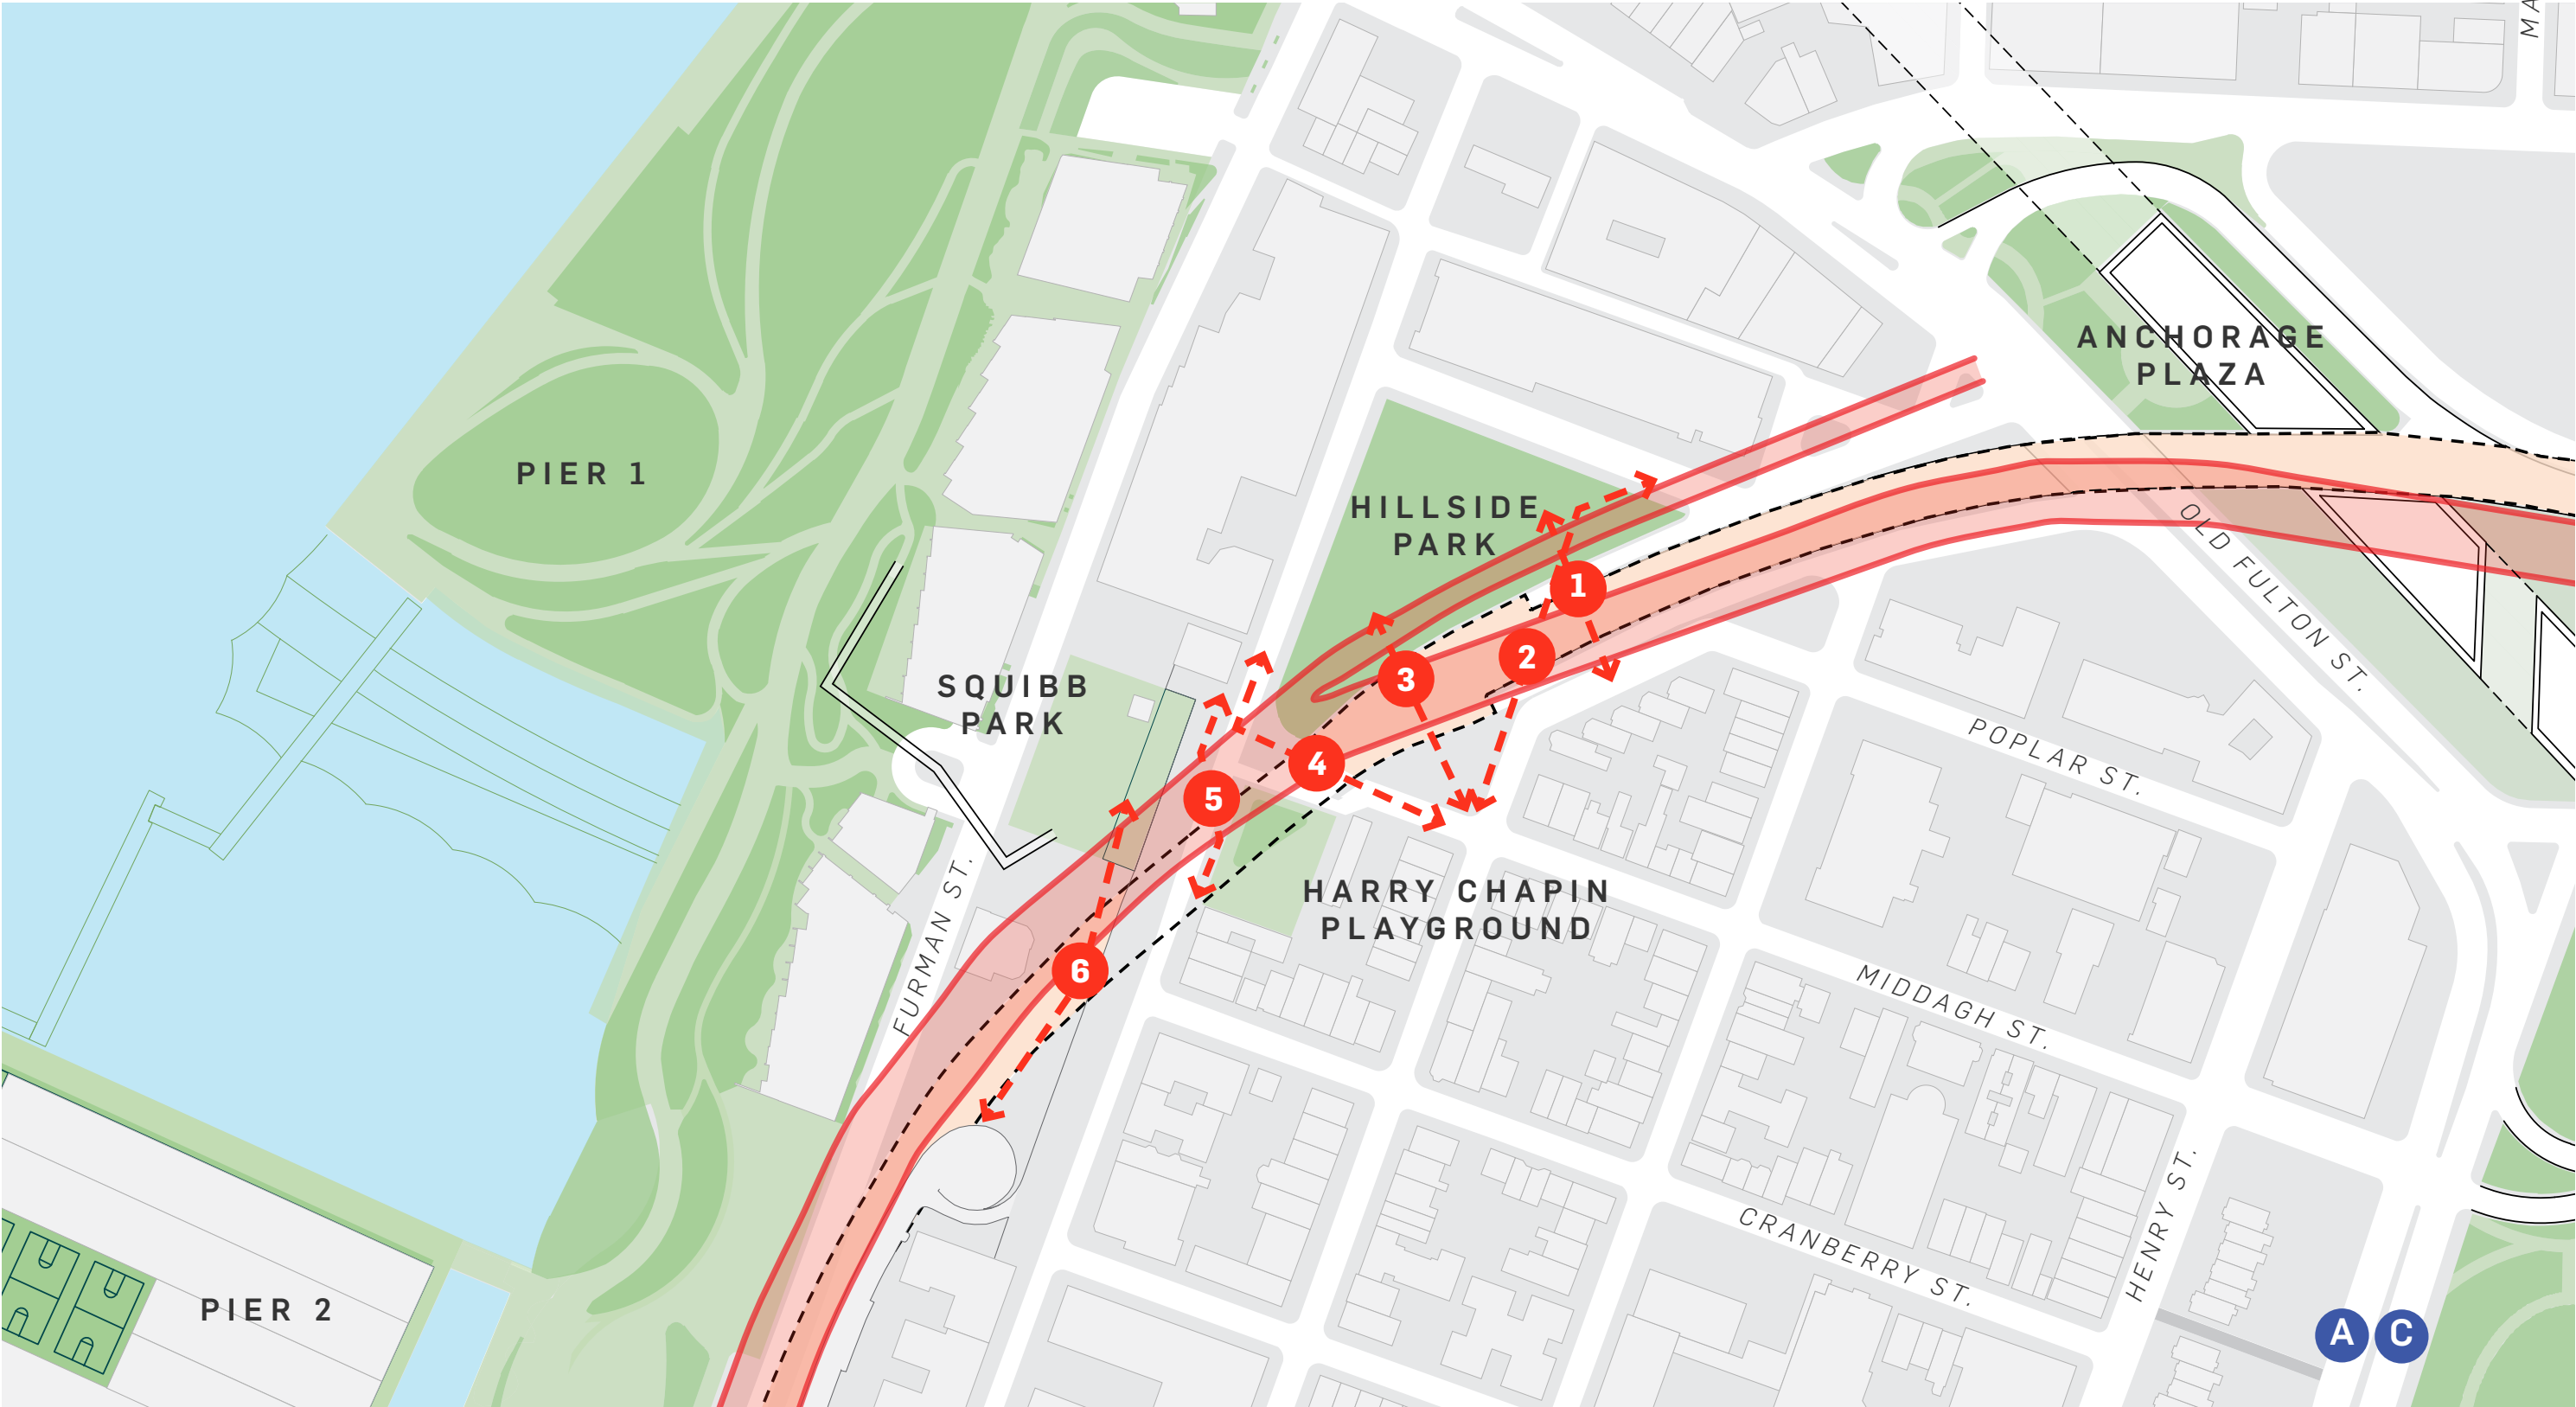 MA
ANCHORAGE
PLAZA
PIER 1
HILLSIDE
PARK
OLD FULTON ST.
1
2
3
SQUIBB
PARK
4
5
POPLAR ST.
HARRY CHAPIN
PLAYGROUND
FURMAN ST.
6
MIDDAGH ST.
CRANBERRY ST.
HENRY ST.
PIER 2
A C